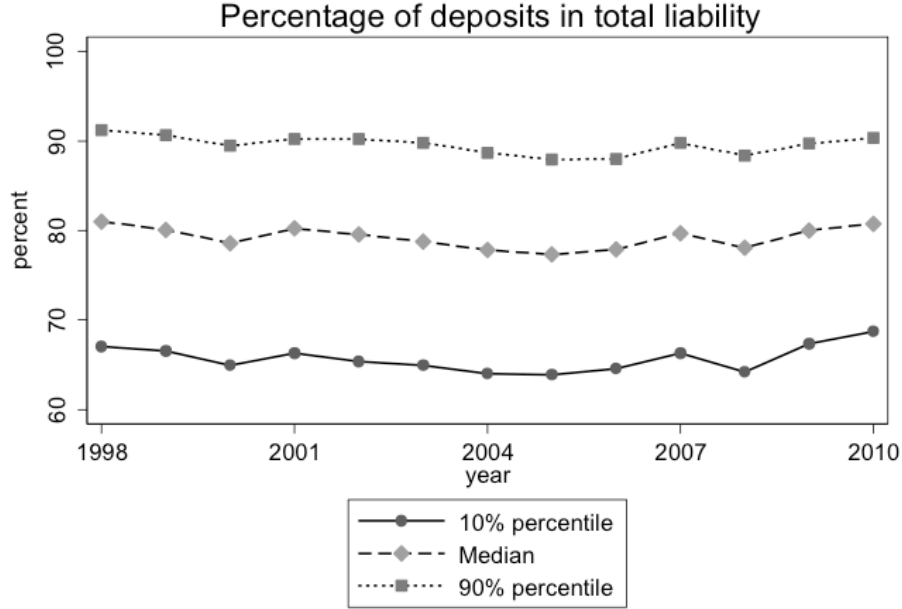 Percentage of deposits in total liability
100
90
80
70
60
percent
1998 2001 2004 2007 2010
year
10% percentile
Median
90% percentile